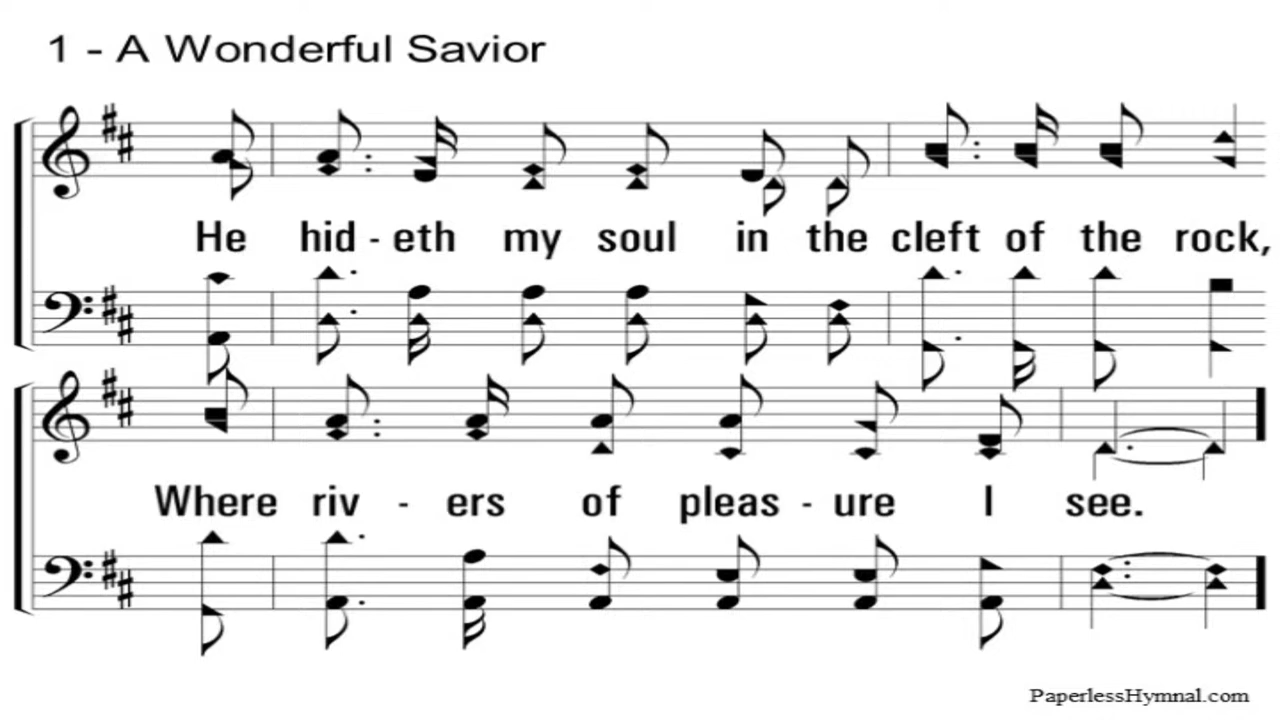 1 - A Wonderful Savior
He hid - eth my soul in the cleft of the rock,
Where riv - ers of pleas - ure I see.
PaperlessHymnal.com